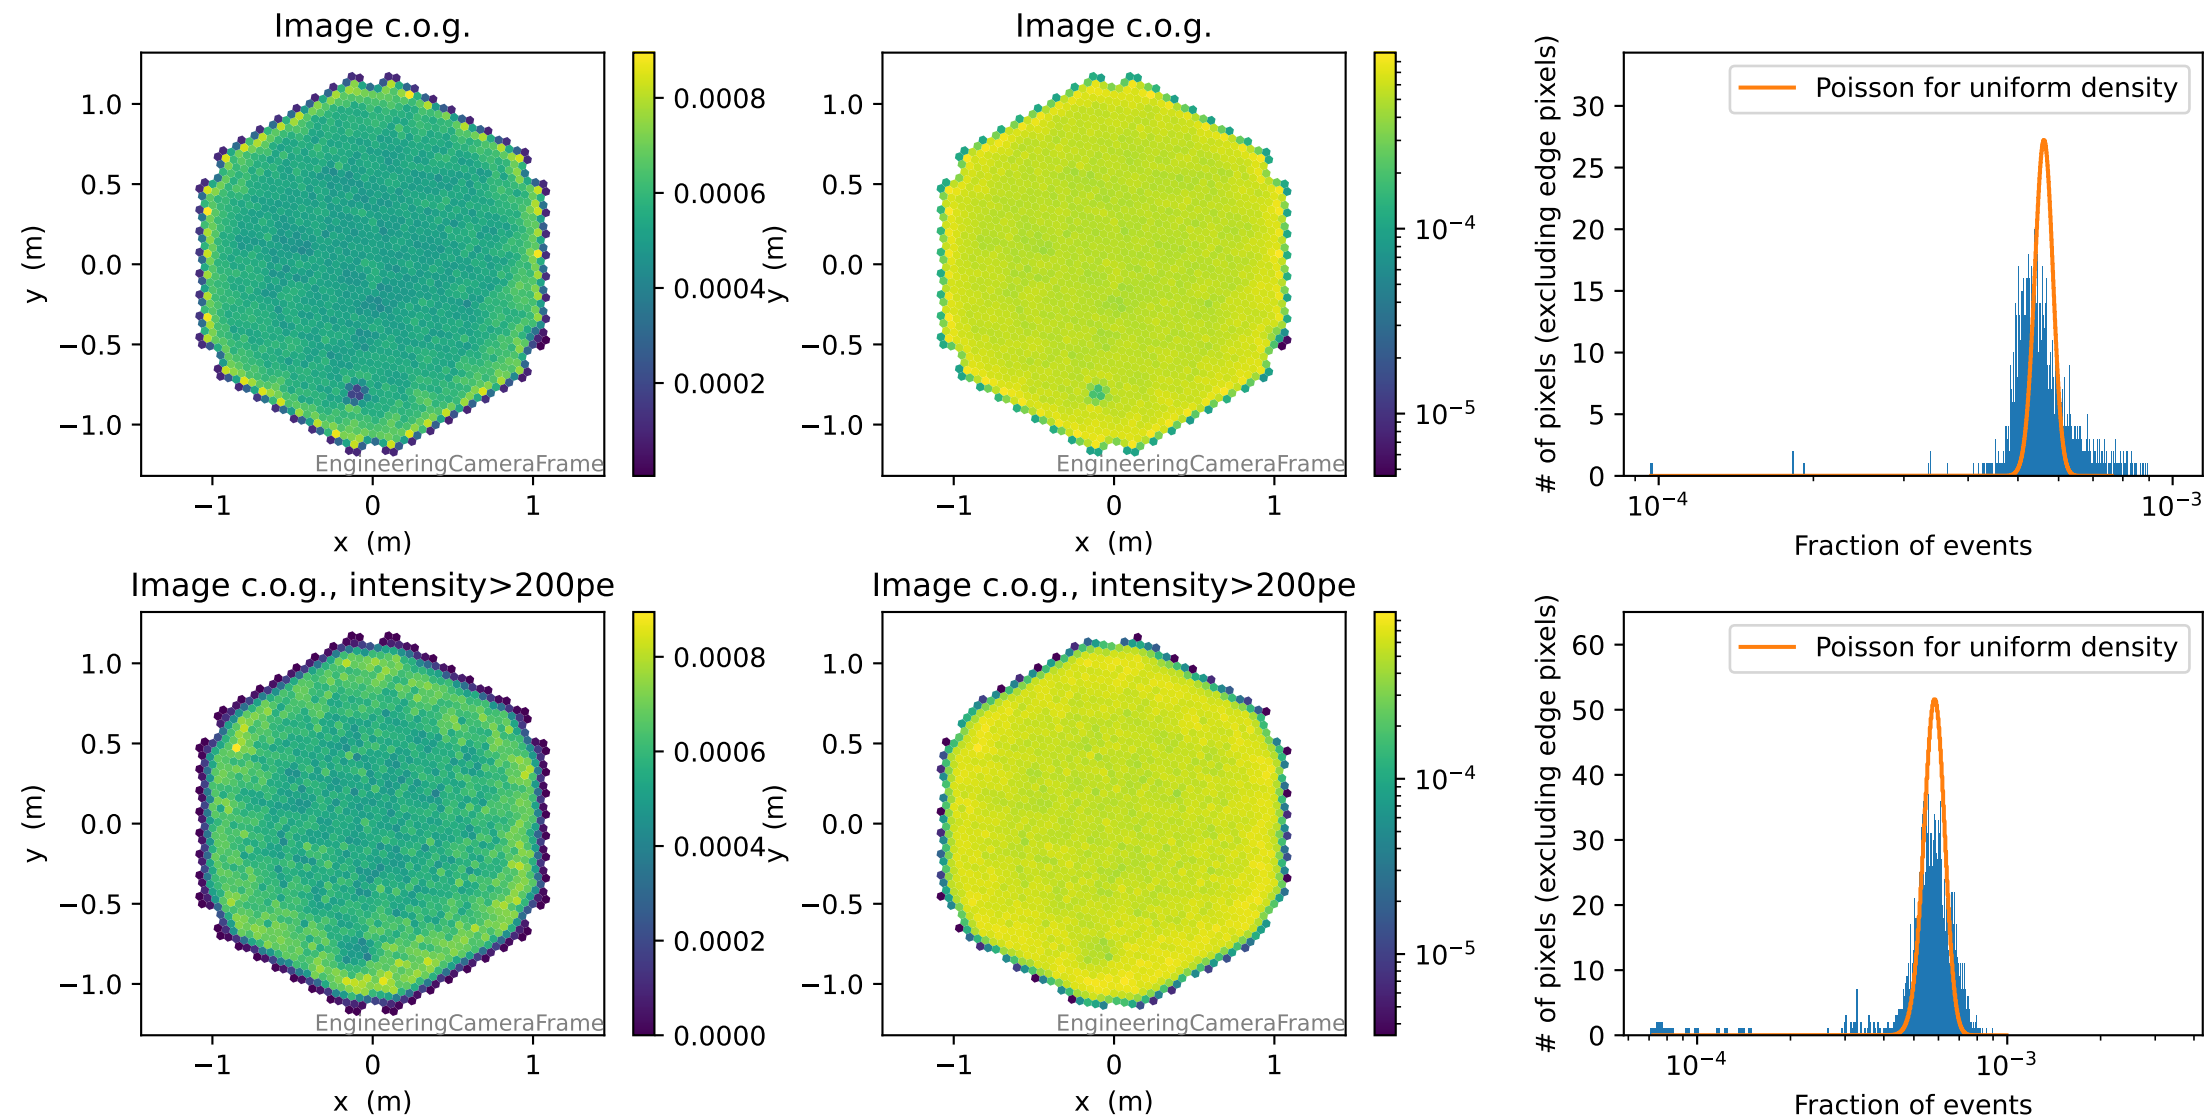 Image c.o.g.
1.0
0.5
0.0
−0.5
−1.0
y (m)
−1
0
1
x (m)
EngineeringCameraFrame
0.0008
0.0006
0.0004
0.0002
Image c.o.g.
1.0
0.5
0.0
−0.5
−1.0
y (m)
−1
0
1
x (m)
EngineeringCameraFrame
10⁻⁴
10⁻⁵
# of pixels (excluding edge pixels)
30
25
20
15
10
5
0
Poisson for uniform density
10⁻⁴
10⁻³
Fraction of events
Image c.o.g., intensity>200pe
1.0
0.5
0.0
−0.5
−1.0
y (m)
−1
0
1
x (m)
EngineeringCameraFrame
0.0008
0.0006
0.0004
0.0002
0.0000
Image c.o.g., intensity>200pe
1.0
0.5
0.0
−0.5
−1.0
y (m)
−1
0
1
x (m)
EngineeringCameraFrame
10⁻⁴
10⁻⁵
# of pixels (excluding edge pixels)
60
50
40
30
20
10
0
Poisson for uniform density
10⁻⁴
10⁻³
Fraction of events